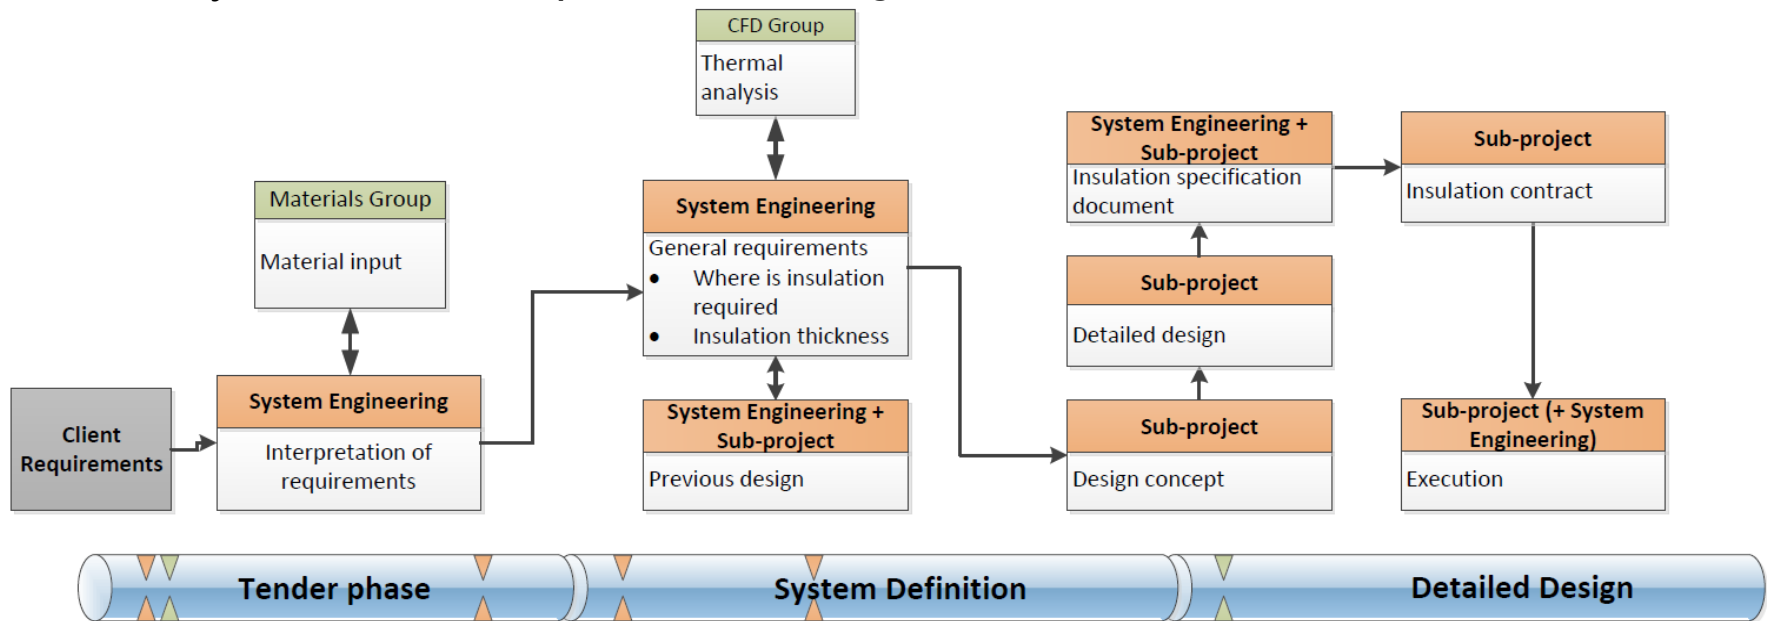 CFD Group
Thermal
analysis
Materials Group
Material input
System Engineering
General requirements
● Where is insulation
required
● Insulation thickness
System Engineering +
Sub-project
Insulation specification
document
Sub-project
Insulation contract
Sub-project
Detailed design
Client
Requirements
System Engineering
Interpretation of
requirements
System Engineering +
Sub-project
Previous design
Sub-project
Design concept
Sub-project (+ System
Engineering)
Execution
Tender phase
System Definition
Detailed Design